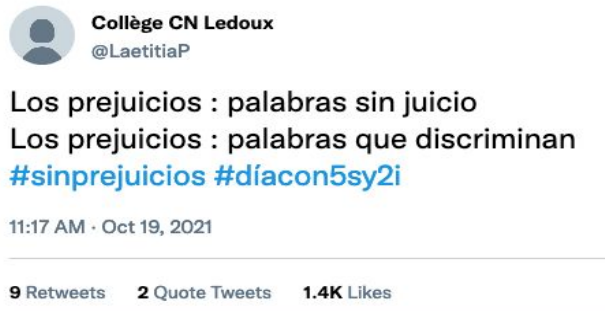 Collège CN Ledoux
@LaetitiaP
Los prejuicios : palabras sin juicio
Los prejuicios : palabras que discriminan
#sinprejuicios #díacon5sy2i
11:17 AM · Oct 19, 2021
9 Retweets 2 Quote Tweets 1.4K Likes